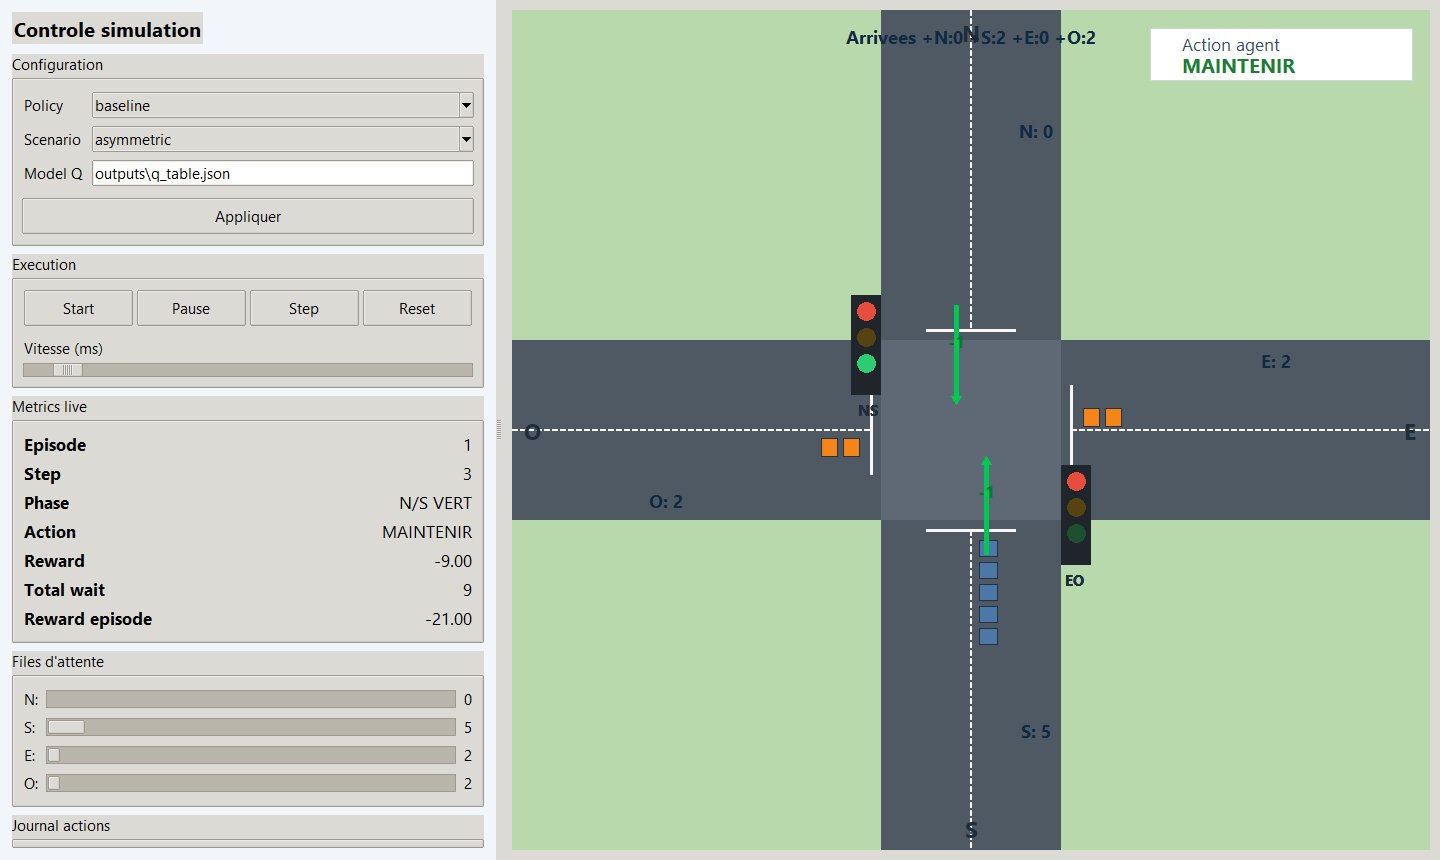 Controle simulation
Configuration
Policy baseline
Scenario asymmetric
Model Q outputs\q_table.json
Appliquer
Execution
Start Pause Step Reset
Vitesse (ms)
Metrics live
Episode 1
Step 3
Phase N/S VERT
Action MAINTENIR
Reward -9.00
Total wait 9
Reward episode -21.00
Files d'attente
N: 0
S: 5
E: 2
O: 2
Journal actions
Arrivees +N:0 +S:2 +E:0 +O:2
N
Action agent
MAINTENIR
N: 0
-1
E: 2
NS
O
E
-1
O: 2
EO
S: 5
S